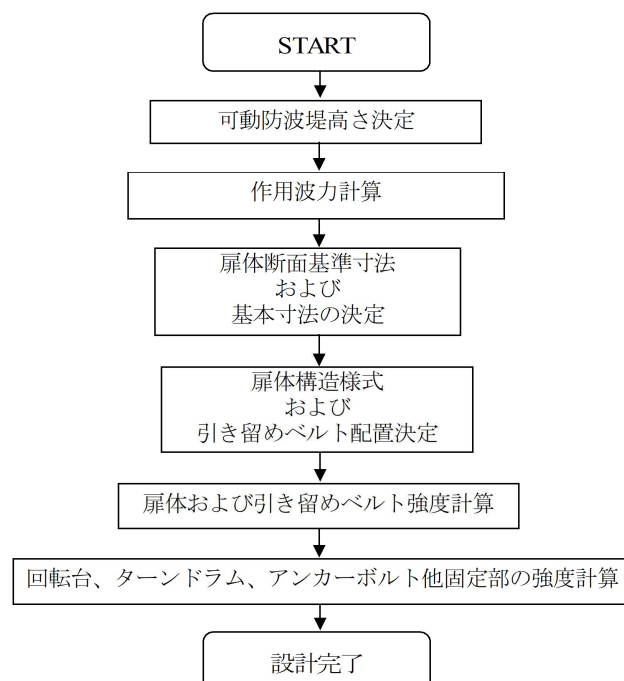 START
可動防波堤高さ決定
作用波力計算
扉体断面基準寸法
および
基本寸法の決定
扉体構造様式
および
引き留めベルト配置決定
扉体および引き留めベルト強度計算
回転台、ターンドラム、アンカーボルト他固定部の強度計算
設計完了